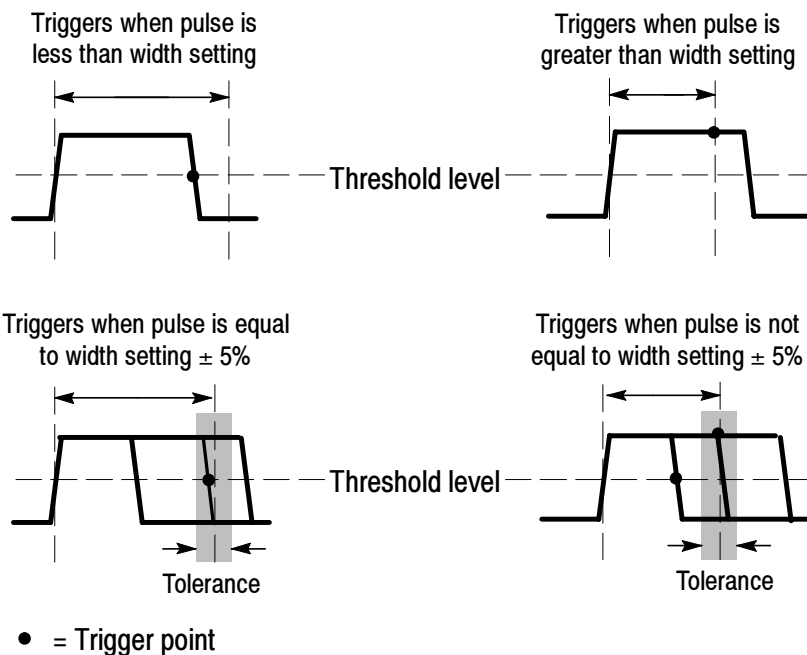 Triggers when pulse is
less than width setting
Triggers when pulse is
greater than width setting
Threshold level
Triggers when pulse is equal
to width setting ± 5%
Triggers when pulse is not
equal to width setting ± 5%
Threshold level
Tolerance
Tolerance
= Trigger point